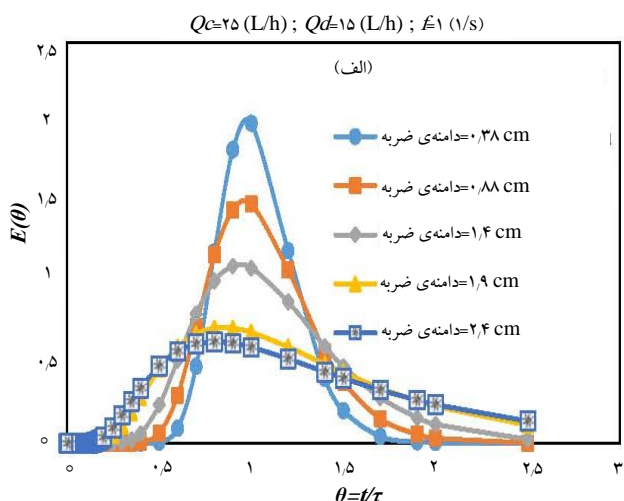 Qc=۲۵ (L/h) ; Qd=۱۵ (L/h) ; f=۱ (۱/s)
(الف)
دامنه‌ی ضربه=۰٫۳۸ cm
دامنه‌ی ضربه=۰٫۸۸ cm
دامنه‌ی ضربه=۱٫۴ cm
دامنه‌ی ضربه=۱٫۹ cm
دامنه‌ی ضربه=۲٫۴ cm
E(θ)
۲٫۵
۲
۱٫۵
۱
۰٫۵
۰
۰ ۰٫۵ ۱ ۱٫۵ ۲ ۲٫۵ ۳
θ=t/τ